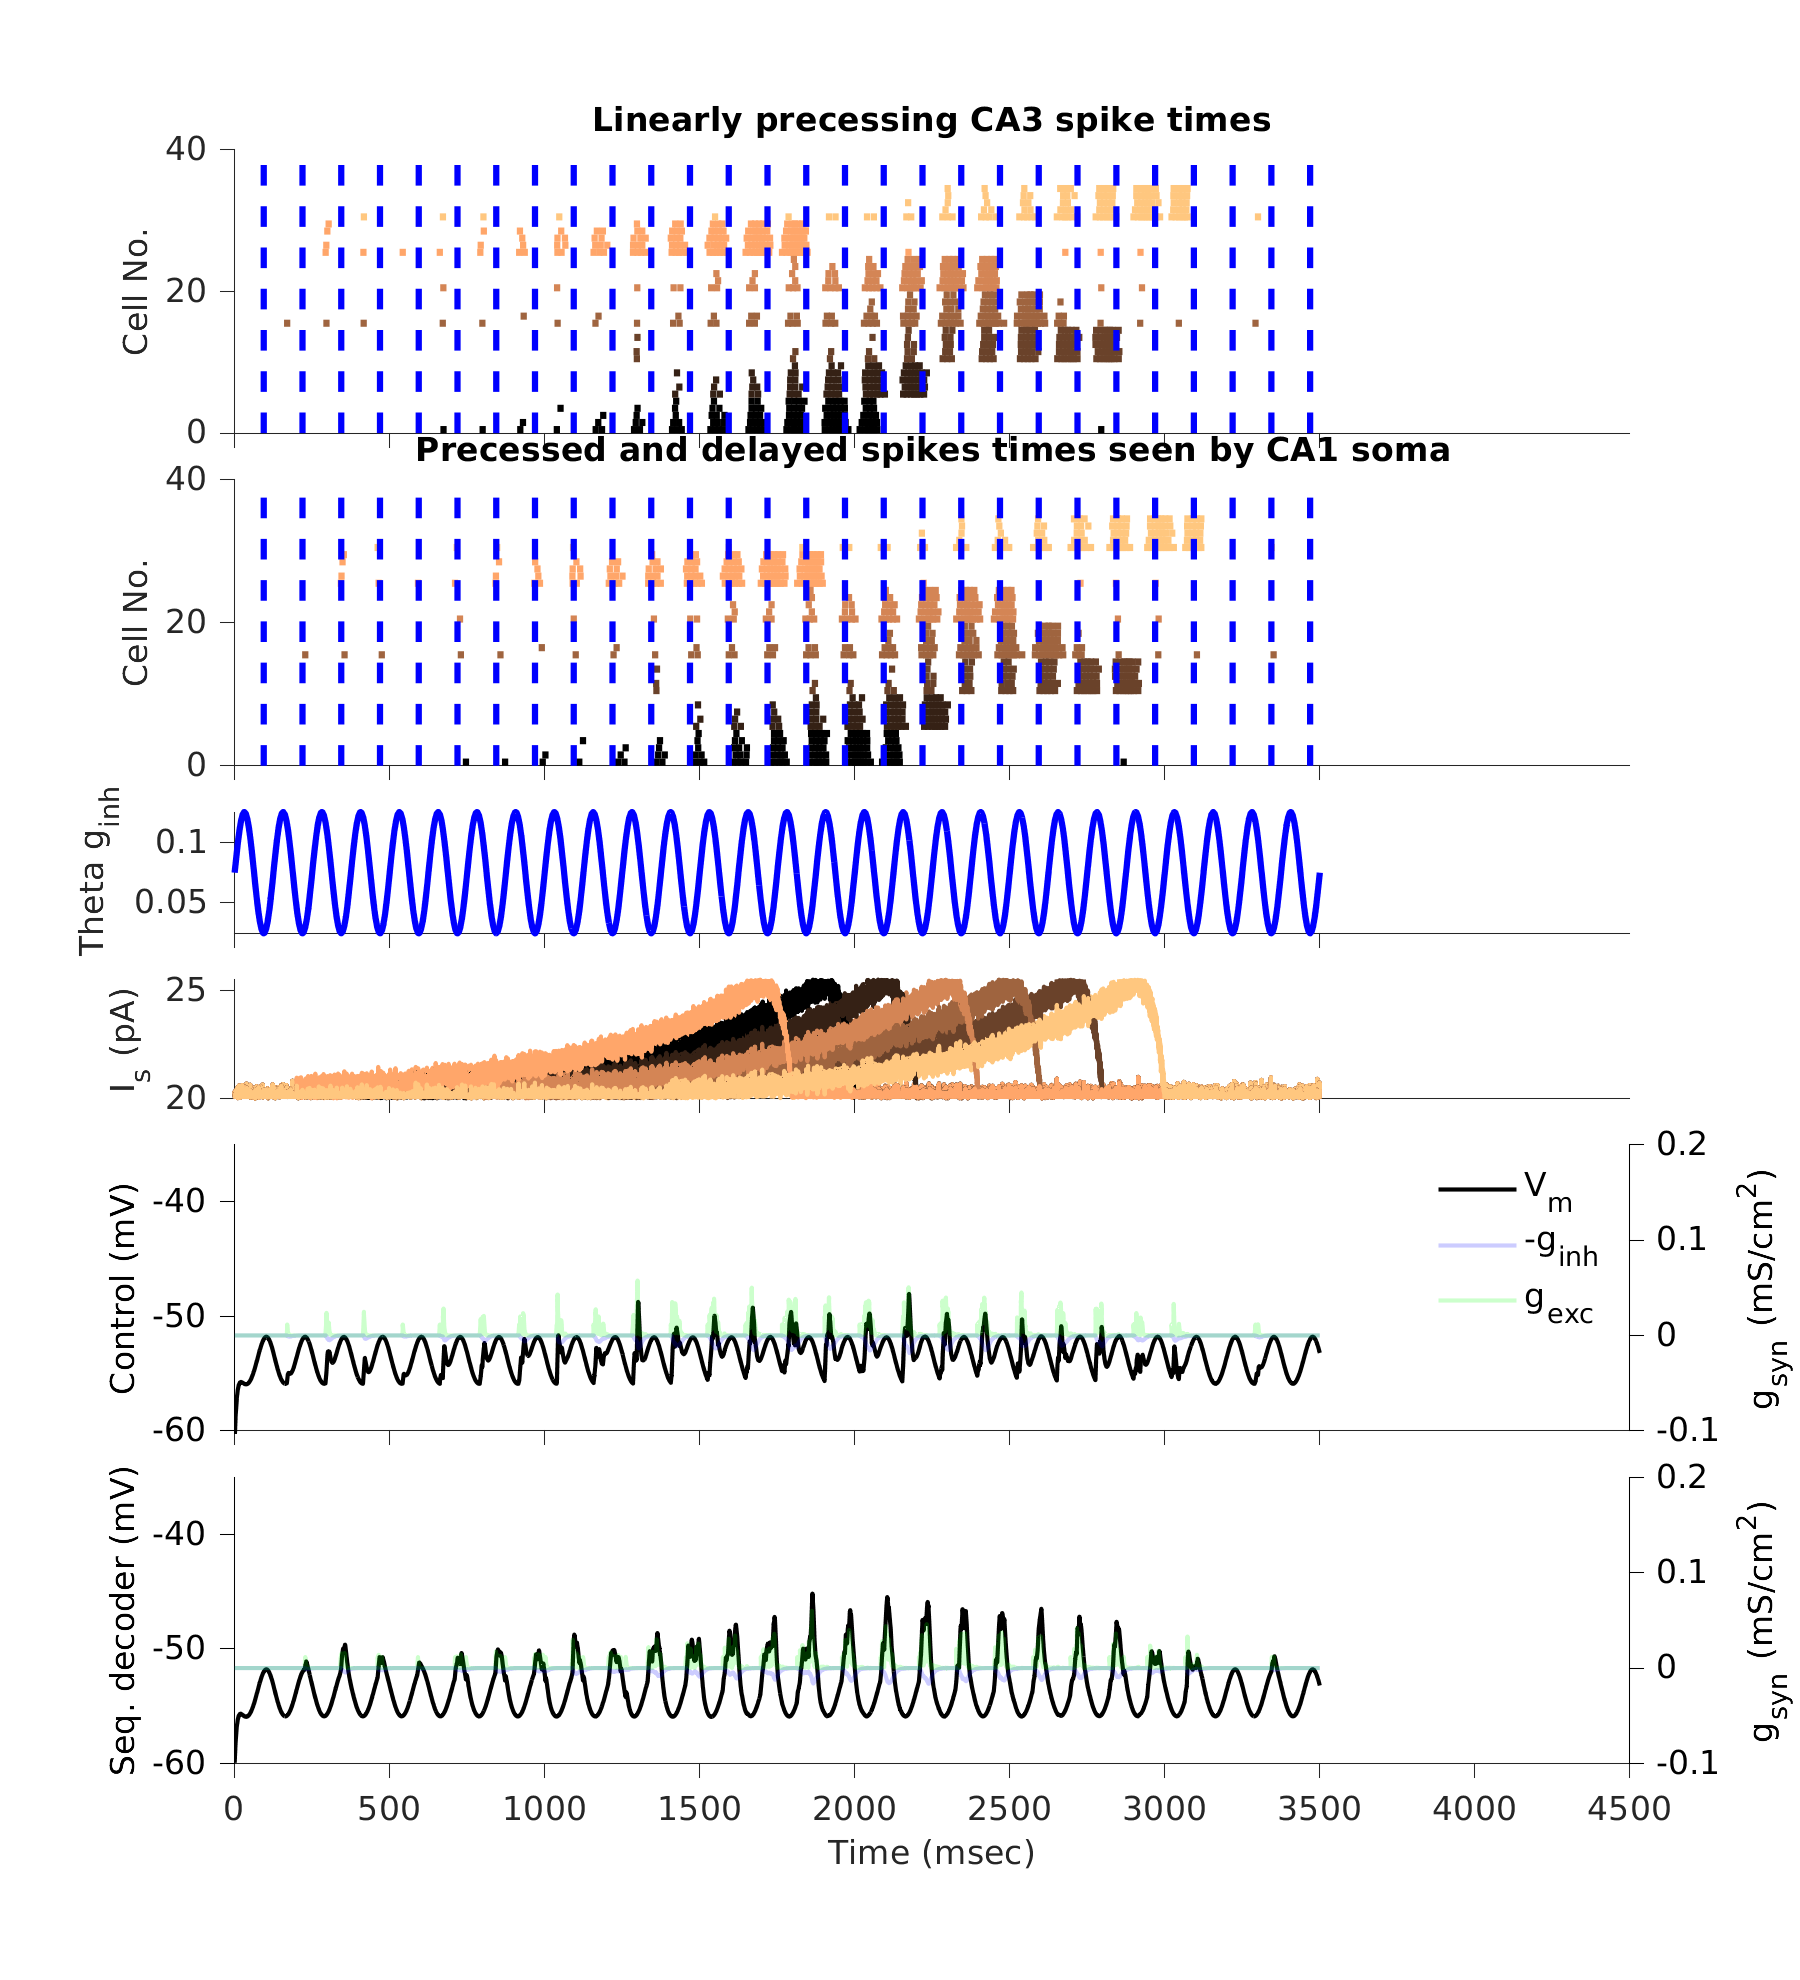 Linearly precessing CA3 spike times
40
20
0
Cell No.
Precessed and delayed spikes times seen by CA1 soma
40
20
0
Cell No.
0.1
0.05
Theta g_inh
25
20
I_s (pA)
-40
-50
-60
Control (mV)
V_m
-g_inh
g_exc
0.2
0.1
0
-0.1
g_syn (mS/cm^2)
-40
-50
-60
Seq. decoder (mV)
0.2
0.1
0
-0.1
g_syn (mS/cm^2)
0 500 1000 1500 2000 2500 3000 3500 4000 4500
Time (msec)